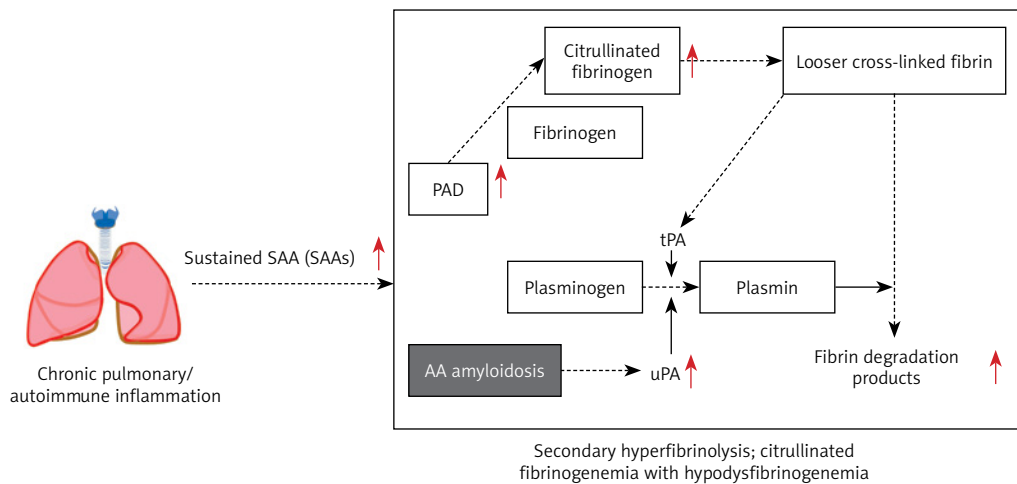 Citrullinated
fibrinogen
Looser cross-linked fibrin
Fibrinogen
PAD
tPA
Sustained SAA (SAAs)
Plasminogen
Plasmin
AA amyloidosis
uPA
Fibrin degradation
products
Chronic pulmonary/
autoimmune inflammation
Secondary hyperfibrinolysis; citrullinated
fibrinogenemia with hypodysfibrinogenemia